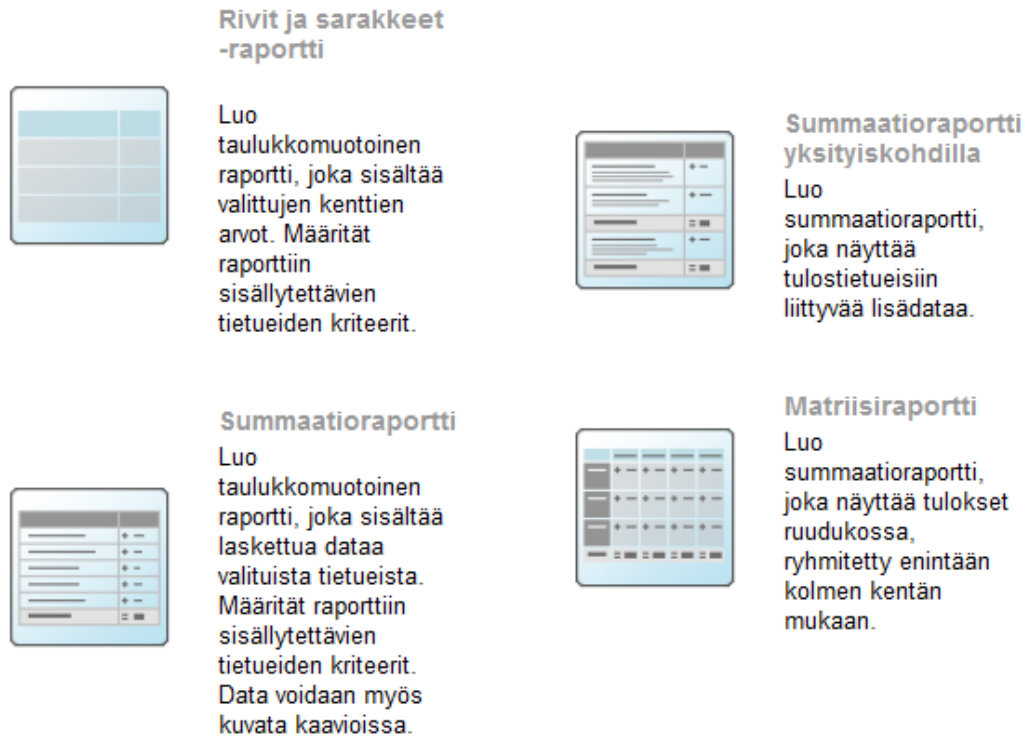 Rivit ja sarakkeet
-raportti
Luo
taulukkomuotoinen
raportti, joka sisältää
valittujen kenttien
arvot. Määrität
raporttiin
sisällytettävien
tietueiden kriteerit.
Summaatioraportti
yksityiskohdilla
Luo
summaatioraportti,
joka näyttää
tulostietueisiin
liittyvää lisädataa.
Summaatioraportti
Luo
taulukkomuotoinen
raportti, joka sisältää
laskettua dataa
valituista tietueista.
Määrität raporttiin
sisällytettävien
tietueiden kriteerit.
Data voidaan myös
kuvata kaavioissa.
Matriisiraportti
Luo
summaatioraportti,
joka näyttää tulokset
ruudukossa,
ryhmitetty enintään
kolmen kentän
mukaan.